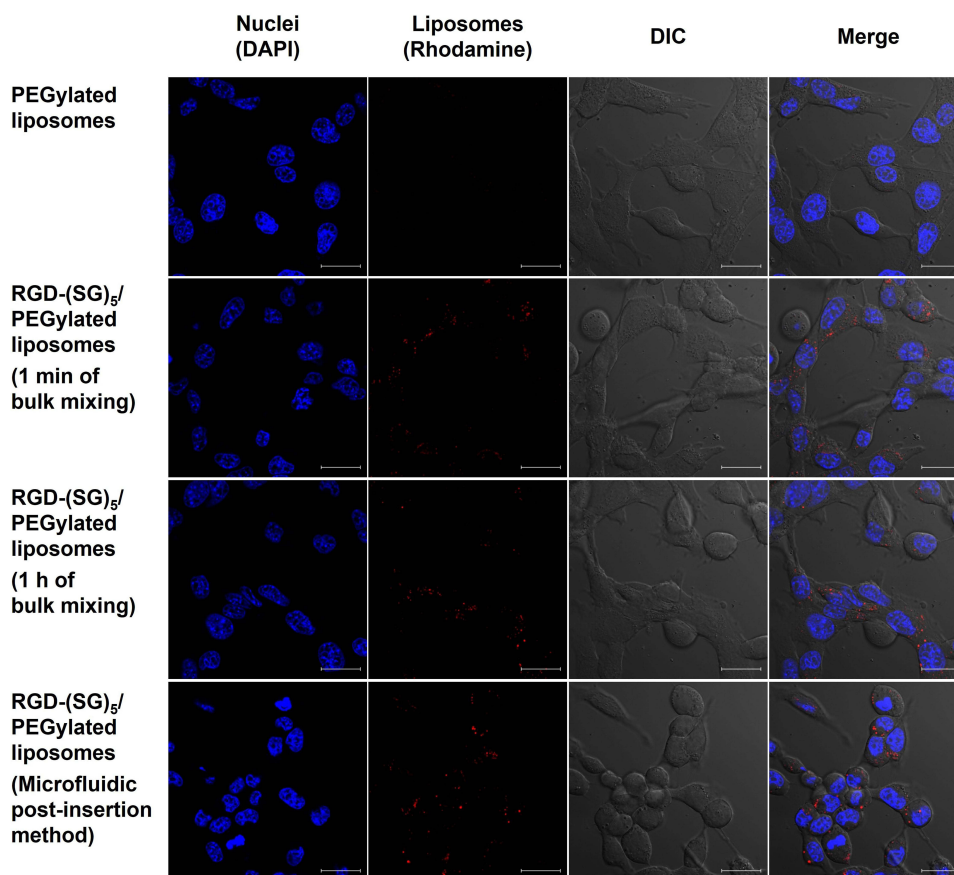 Nuclei
(DAPI)
Liposomes
(Rhodamine)
DIC
Merge
PEGylated
liposomes
RGD-(SG)₅/
PEGylated
liposomes
(1 min of
bulk mixing)
RGD-(SG)₅/
PEGylated
liposomes
(1 h of
bulk mixing)
RGD-(SG)₅/
PEGylated
liposomes
(Microfluidic
post-insertion
method)